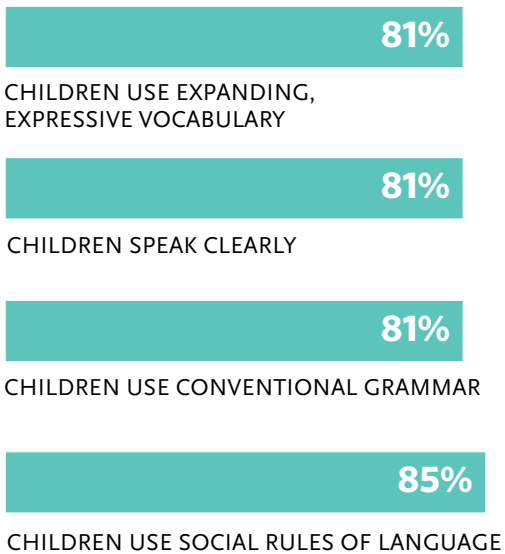 81%
CHILDREN USE EXPANDING,
EXPRESSIVE VOCABULARY
81%
CHILDREN SPEAK CLEARLY
81%
CHILDREN USE CONVENTIONAL GRAMMAR
85%
CHILDREN USE SOCIAL RULES OF LANGUAGE